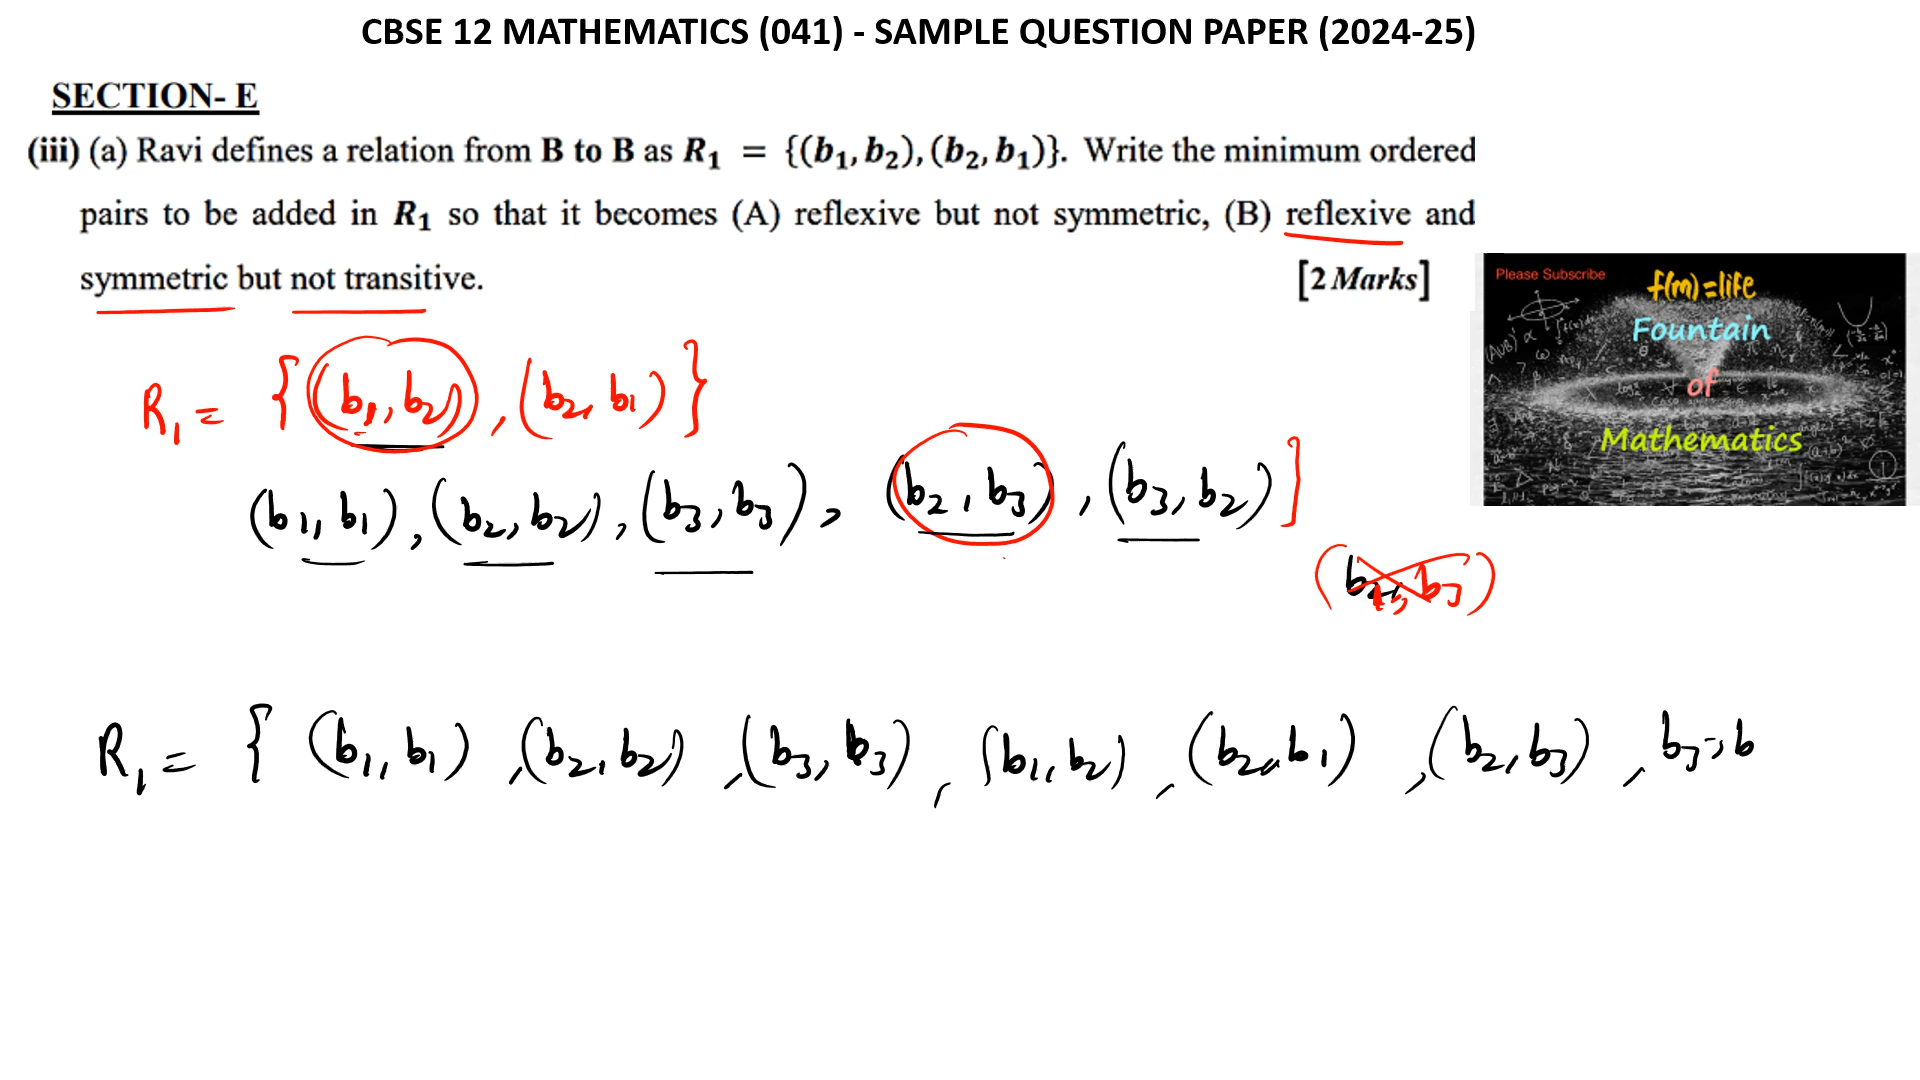 CBSE 12 MATHEMATICS (041) - SAMPLE QUESTION PAPER (2024-25)
SECTION- E
(iii) (a) Ravi defines a relation from B to B as R₁ = {(b₁, b₂), (b₂, b₁)}. Write the minimum ordered
pairs to be added in R₁ so that it becomes (A) reflexive but not symmetric, (B) reflexive and
symmetric but not transitive.
[2 Marks]
Please Subscribe
f(m)=life
Fountain
of
Mathematics
R₁ = {(b₁, b₂), (b₂, b₁)}
(b₁, b₁), (b₂, b₂), (b₃, b₃), (b₂, b₃), (b₃, b₂)}
R₁ = { (b₁, b₁), (b₂, b₂), (b₃, b₃), (b₁, b₂), (b₂, b₁), (b₂, b₃), b₃, b